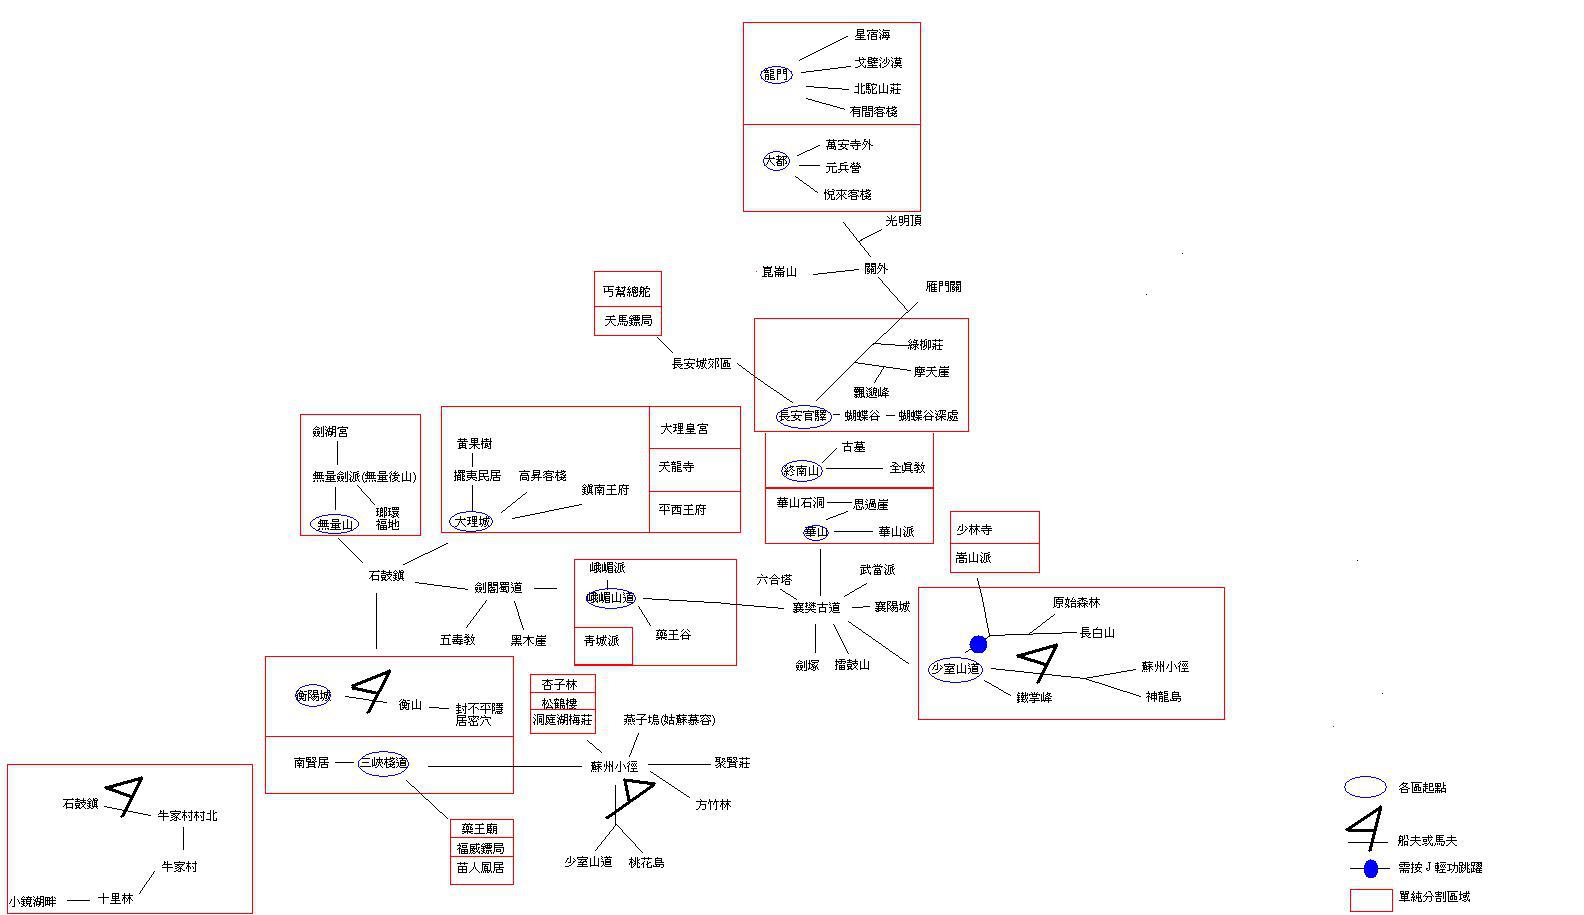 星宿海
龍門
戈壁沙漠
北駝山莊
有間客棧
萬安寺外
大都
元兵營
悅來客棧
光明頂
崑崙山
關外
雁門關
丐幫總舵
天馬鏢局
長安城郊區
綠柳莊
摩天崖
飄邈峰
長安官驛
蝴蝶谷
蝴蝶谷深處
古墓
終南山
全眞敎
華山石洞
思過崖
華山
華山派
劍湖宮
無量劍派(無量後山)
瑯環
福地
無量山
黃果樹
擺夷民居
高昇客棧
鎮南王府
大理城
大理皇宮
天龍寺
平西王府
石鼓鎮
劍閣蜀道
五毒敎
黑木崖
峨嵋派
峨嵋山道
藥王谷
青城派
六合塔
武當派
襄樊古道
襄陽城
劍塚
擂鼓山
少林寺
嵩山派
原始森林
長白山
少室山道
蘇州小徑
鐵掌峰
神龍島
衡陽城
衡山
封不平隱
居密穴
南賢居
三峽棧道
杏子林
松鶴樓
洞庭湖梅莊
燕子塢(姑蘇慕容)
蘇州小徑
聚賢莊
方竹林
少室山道
桃花島
藥王廟
福威鏢局
苗人鳳居
石鼓鎮
牛家村村北
牛家村
十里林
小鏡湖畔
各區起點
船夫或馬夫
需按J輕功跳躍
單純分割區域